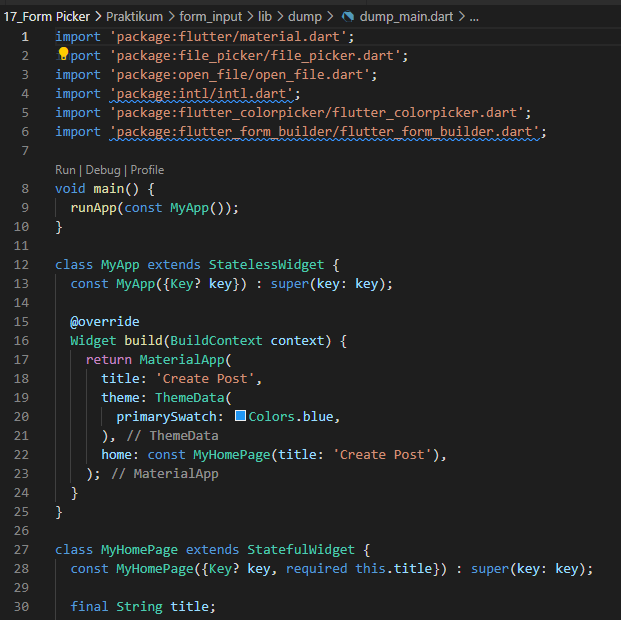 17_Form Picker > Praktikum > form_input > lib > dump > dump_main.dart > ...
1 import 'package:flutter/material.dart';
2 import 'package:file_picker/file_picker.dart';
3 import 'package:open_file/open_file.dart';
4 import 'package:intl/intl.dart';
5 import 'package:flutter_colorpicker/flutter_colorpicker.dart';
6 import 'package:flutter_form_builder/flutter_form_builder.dart';
7
Run | Debug | Profile
8 void main() {
9   runApp(const MyApp());
10 }
11
12 class MyApp extends StatelessWidget {
13   const MyApp({Key? key}) : super(key: key);
14
15   @override
16   Widget build(BuildContext context) {
17     return MaterialApp(
18       title: 'Create Post',
19       theme: ThemeData(
20         primarySwatch: Colors.blue,
21       ), // ThemeData
22       home: const MyHomePage(title: 'Create Post'),
23     ); // MaterialApp
24   }
25 }
26
27 class MyHomePage extends StatefulWidget {
28   const MyHomePage({Key? key, required this.title}) : super(key: key);
29
30   final String title;